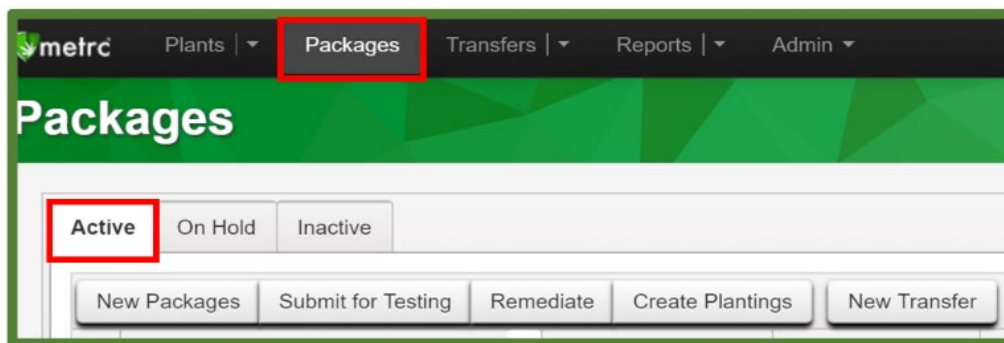 metrc Plants Packages Transfers Reports Admin
Packages
Active On Hold Inactive
New Packages Submit for Testing Remediate Create Plantings New Transfer